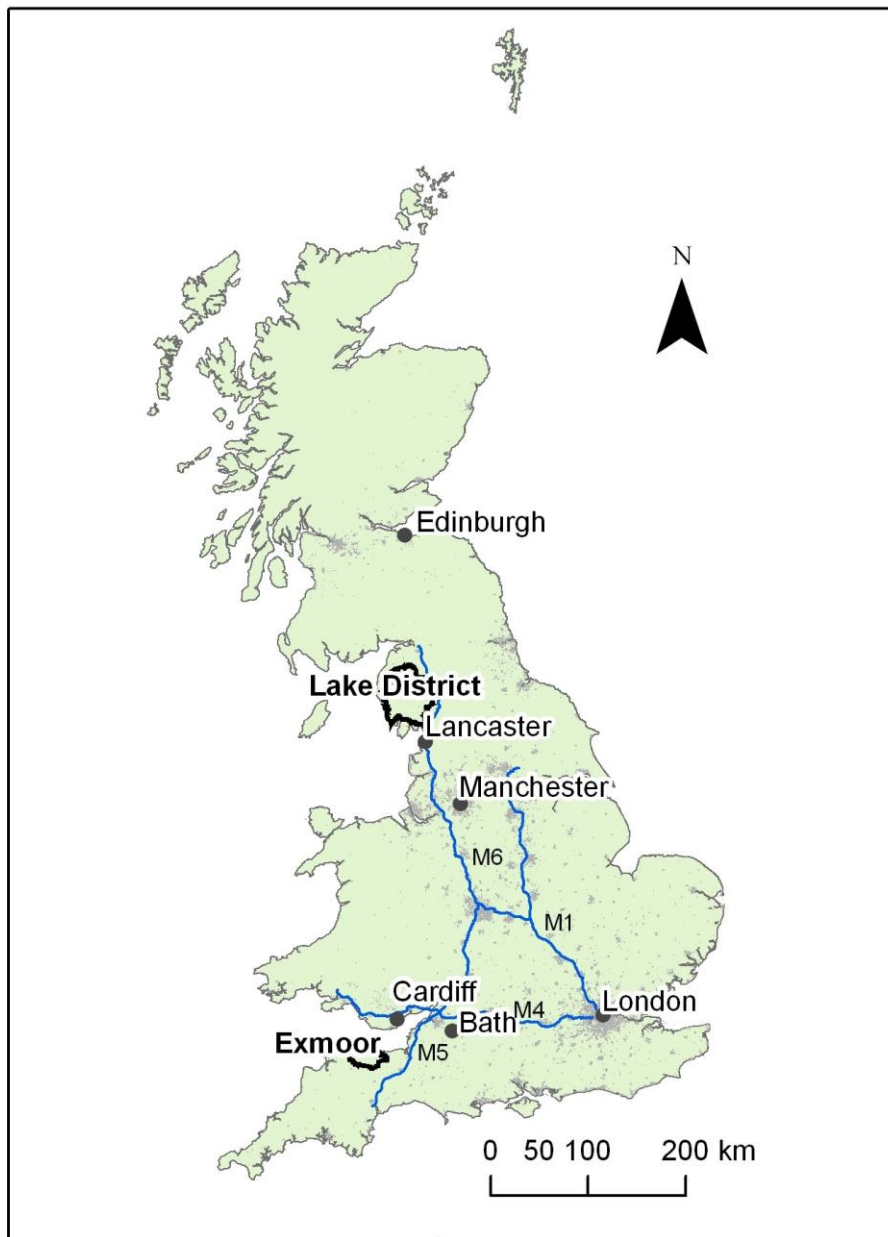 N
Edinburgh
Lake District
Lancaster
Manchester
M6
M1
Cardiff
M4
London
Bath
Exmoor
M5
0 50 100 200 km